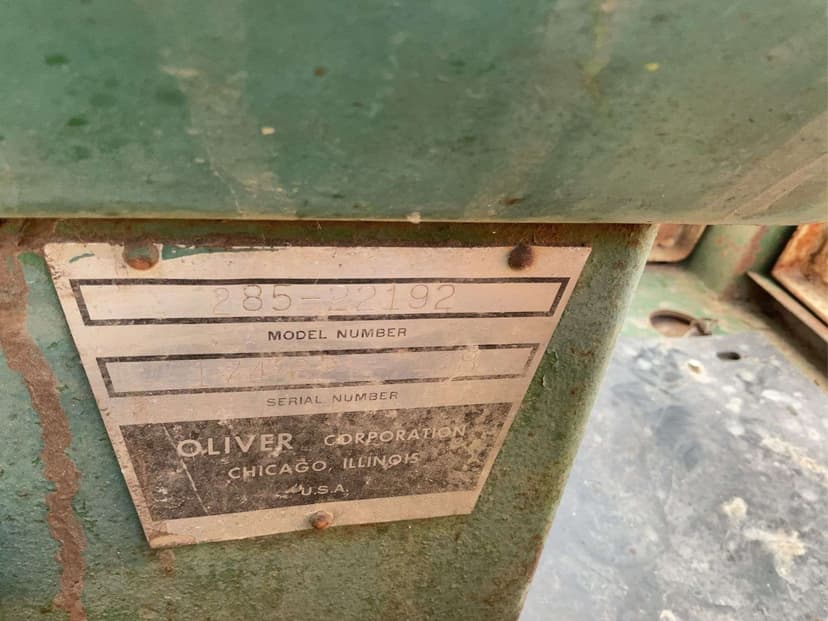 285-22192
MODEL NUMBER
SERIAL NUMBER
OLIVER CORPORATION
CHICAGO, ILLINOIS
U.S.A.